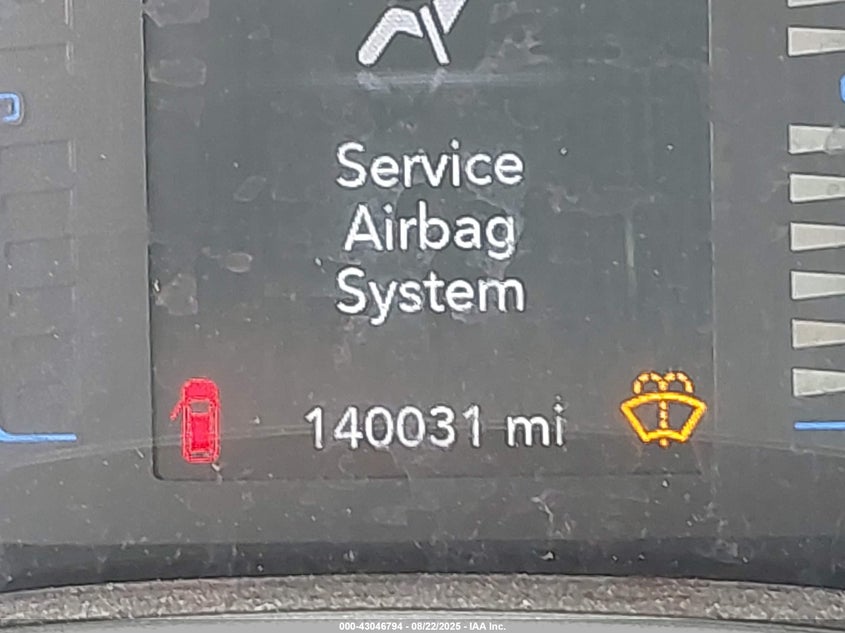 Service
Airbag
System
140031 mi
000-43046794 - 08/22/2025 - IAA Inc.